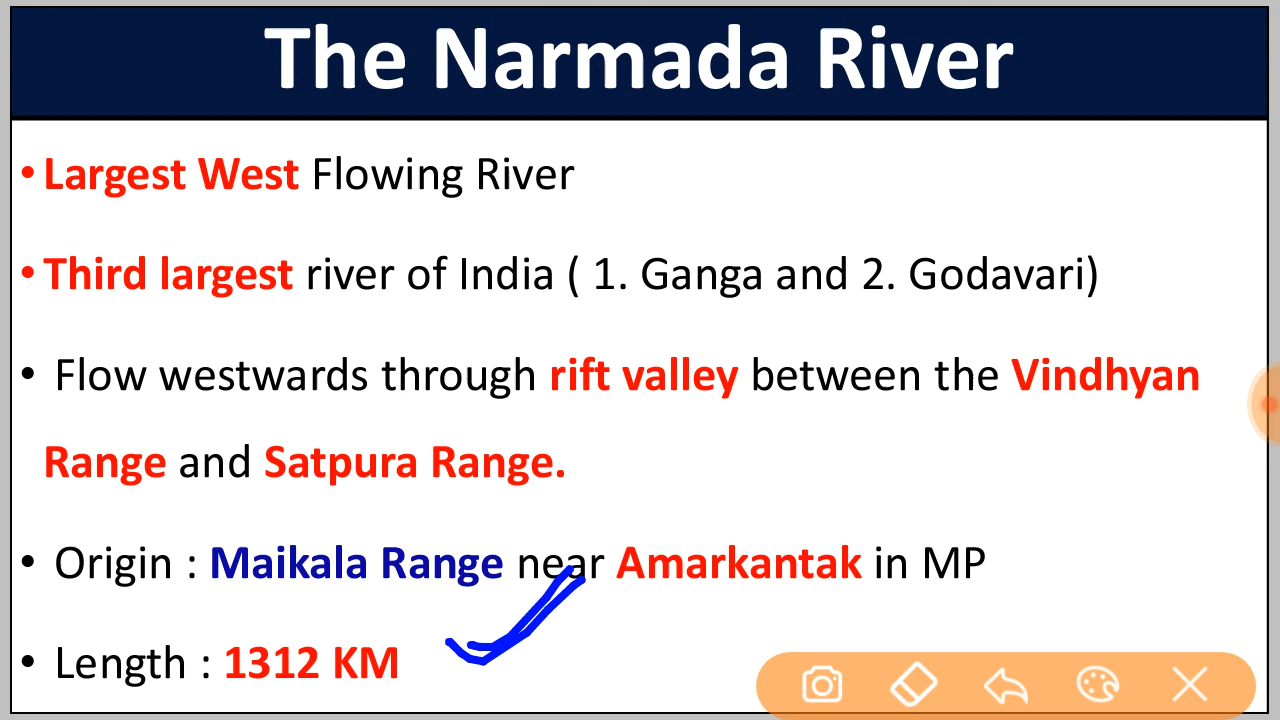 The Narmada River
• Largest West Flowing River
• Third largest river of India ( 1. Ganga and 2. Godavari)
• Flow westwards through rift valley between the Vindhyan
Range and Satpura Range.
• Origin : Maikala Range near Amarkantak in MP
• Length : 1312 KM